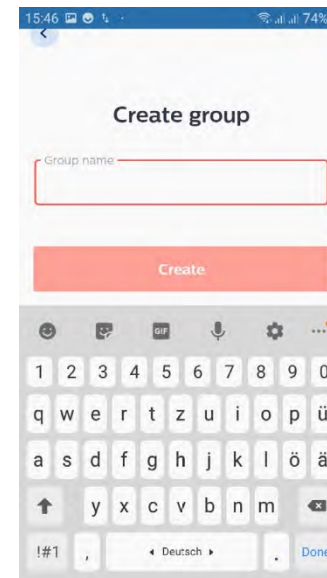 15:46 74%
Create group
Group name
Create
GIF
1 2 3 4 5 6 7 8 9 0
q w e r t z u i o p ü
a s d f g h j k l ö ä
y x c v b n m
!#1 , Deutsch . Done